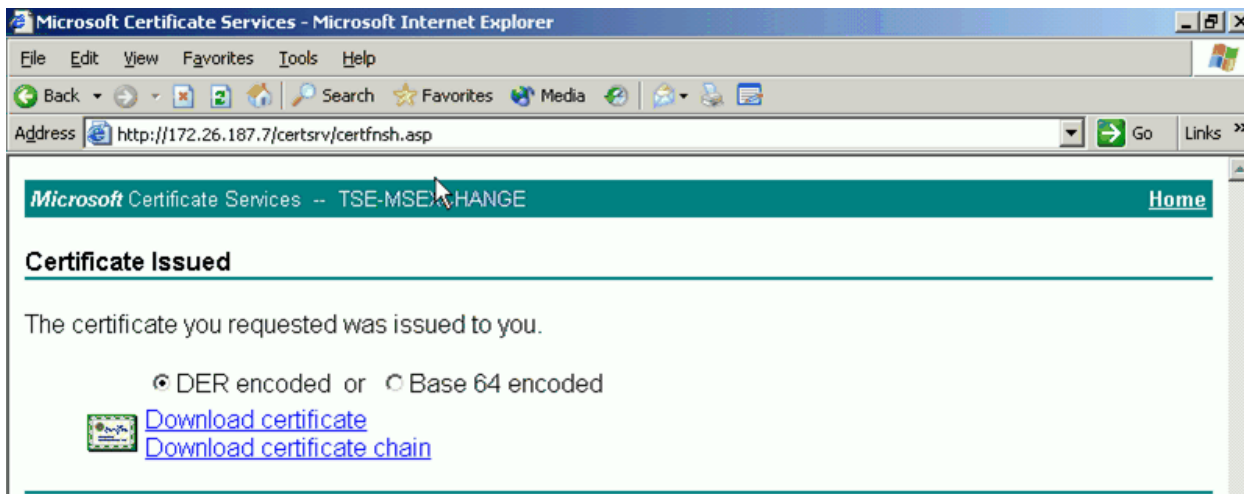 Microsoft Certificate Services - Microsoft Internet Explorer
File Edit View Favorites Tools Help
Back Search Favorites Media
Address http://172.26.187.7/certsrv/certfnsh.asp Go Links »
Microsoft Certificate Services -- TSE-MSEXCHANGE Home
Certificate Issued
The certificate you requested was issued to you.
DER encoded or Base 64 encoded
Download certificate
Download certificate chain